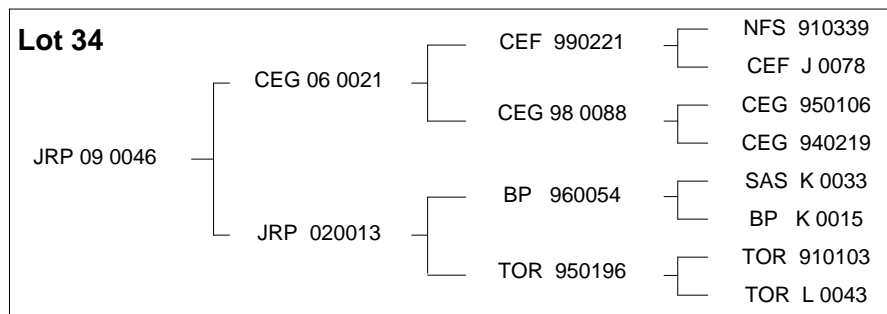 Lot 34
JRP 09 0046
CEG 06 0021
JRP 020013
CEF 990221
CEG 98 0088
BP 960054
TOR 950196
NFS 910339
CEF J 0078
CEG 950106
CEG 940219
SAS K 0033
BP K 0015
TOR 910103
TOR L 0043